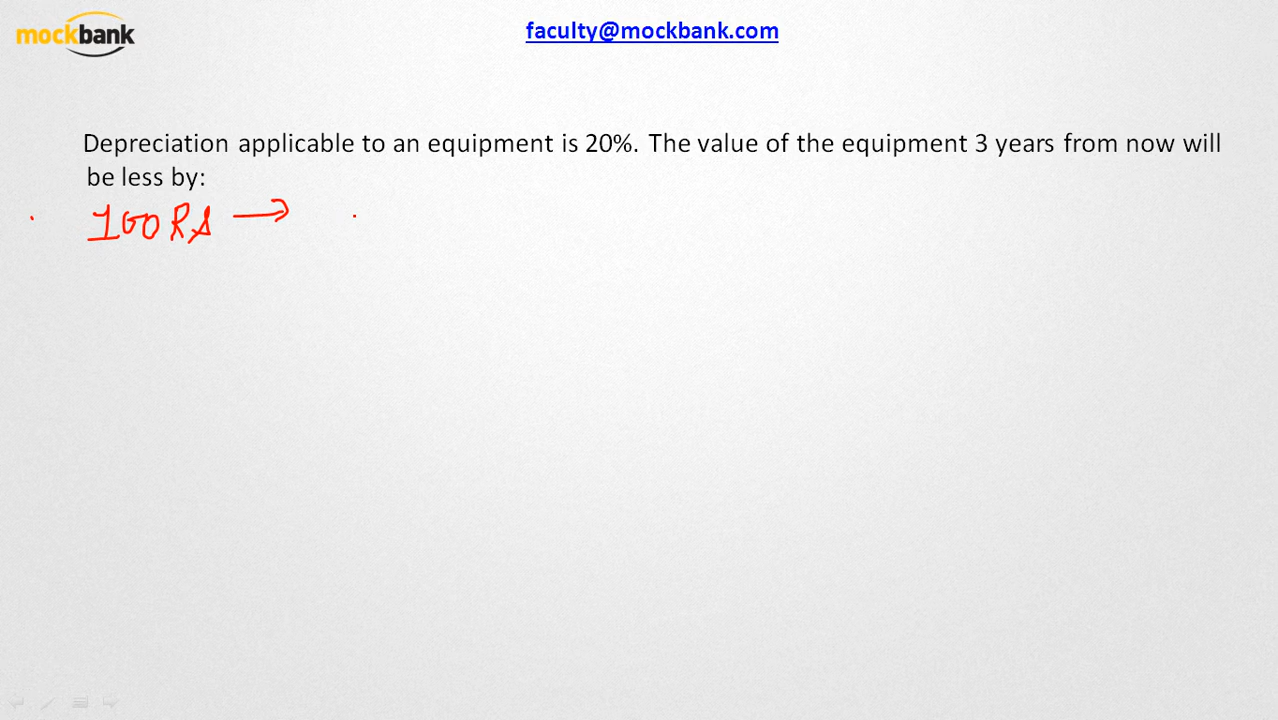 mockbank
faculty@mockbank.com
Depreciation applicable to an equipment is 20%. The value of the equipment 3 years from now will
be less by:
100 RS →